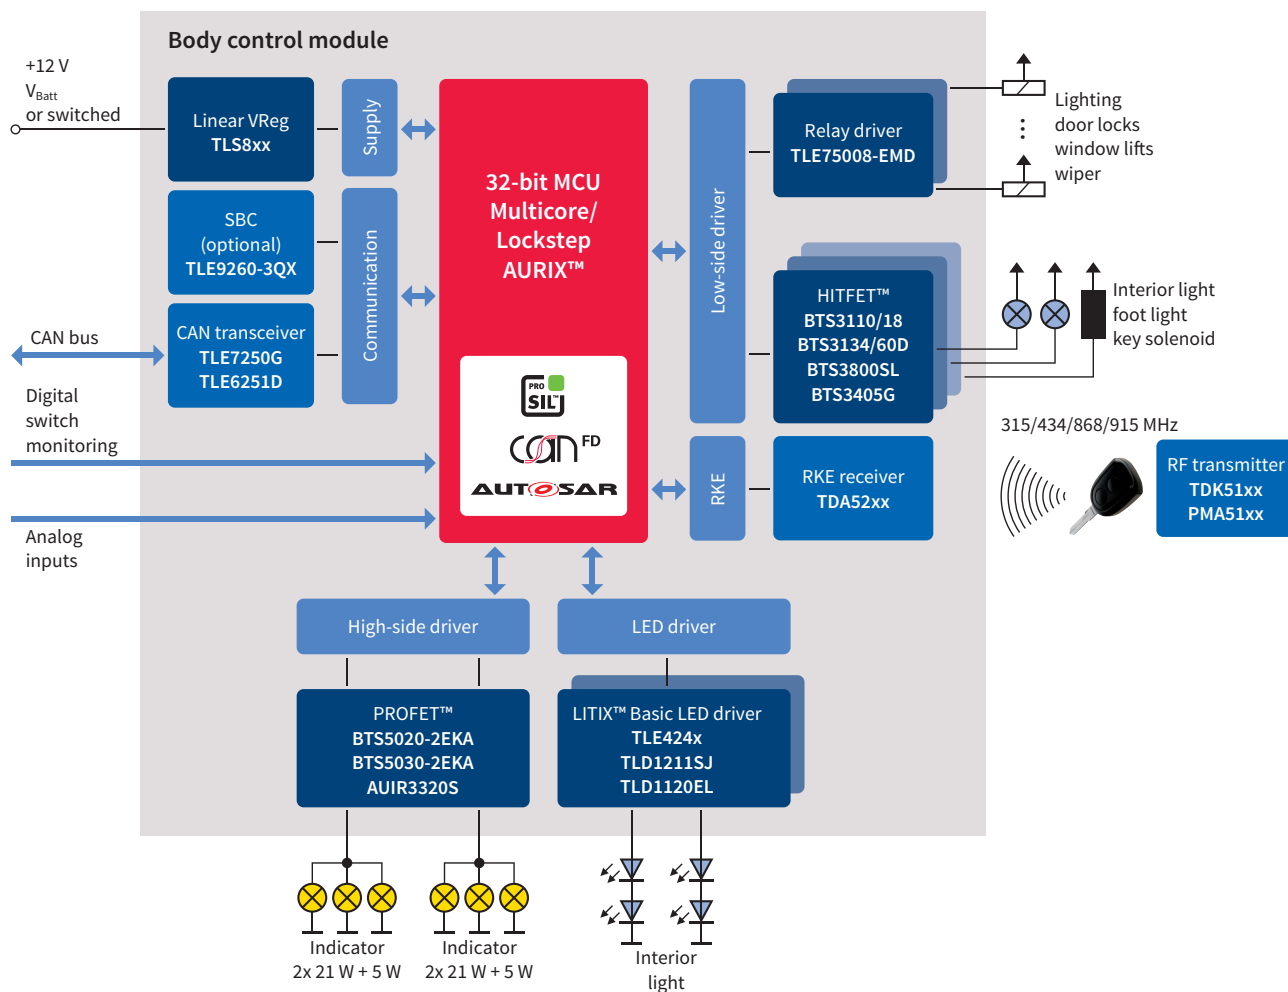 Body control module
+12 V
VBatt
or switched
Linear VReg
TLS8xx
Supply
SBC
(optional)
TLE9260-3QX
CAN transceiver
TLE7250G
TLE6251D
Communication
CAN bus
Digital
switch
monitoring
Analog
inputs
32-bit MCU
Multicore/
Lockstep
AURIX™
PRO
SIL™
CAN FD
AUTOSAR
Low-side driver
Relay driver
TLE75008-EMD
Lighting
door locks
window lifts
wiper
HITFET™
BTS3110/18
BTS3134/60D
BTS3800SL
BTS3405G
Interior light
foot light
key solenoid
RKE
RKE receiver
TDA52xx
315/434/868/915 MHz
RF transmitter
TDK51xx
PMA51xx
High-side driver
LED driver
PROFET™
BTS5020-2EKA
BTS5030-2EKA
AUIR3320S
LITIX™ Basic LED driver
TLE424x
TLD1211SJ
TLD1120EL
Indicator
2x 21 W + 5 W
Indicator
2x 21 W + 5 W
Interior
light